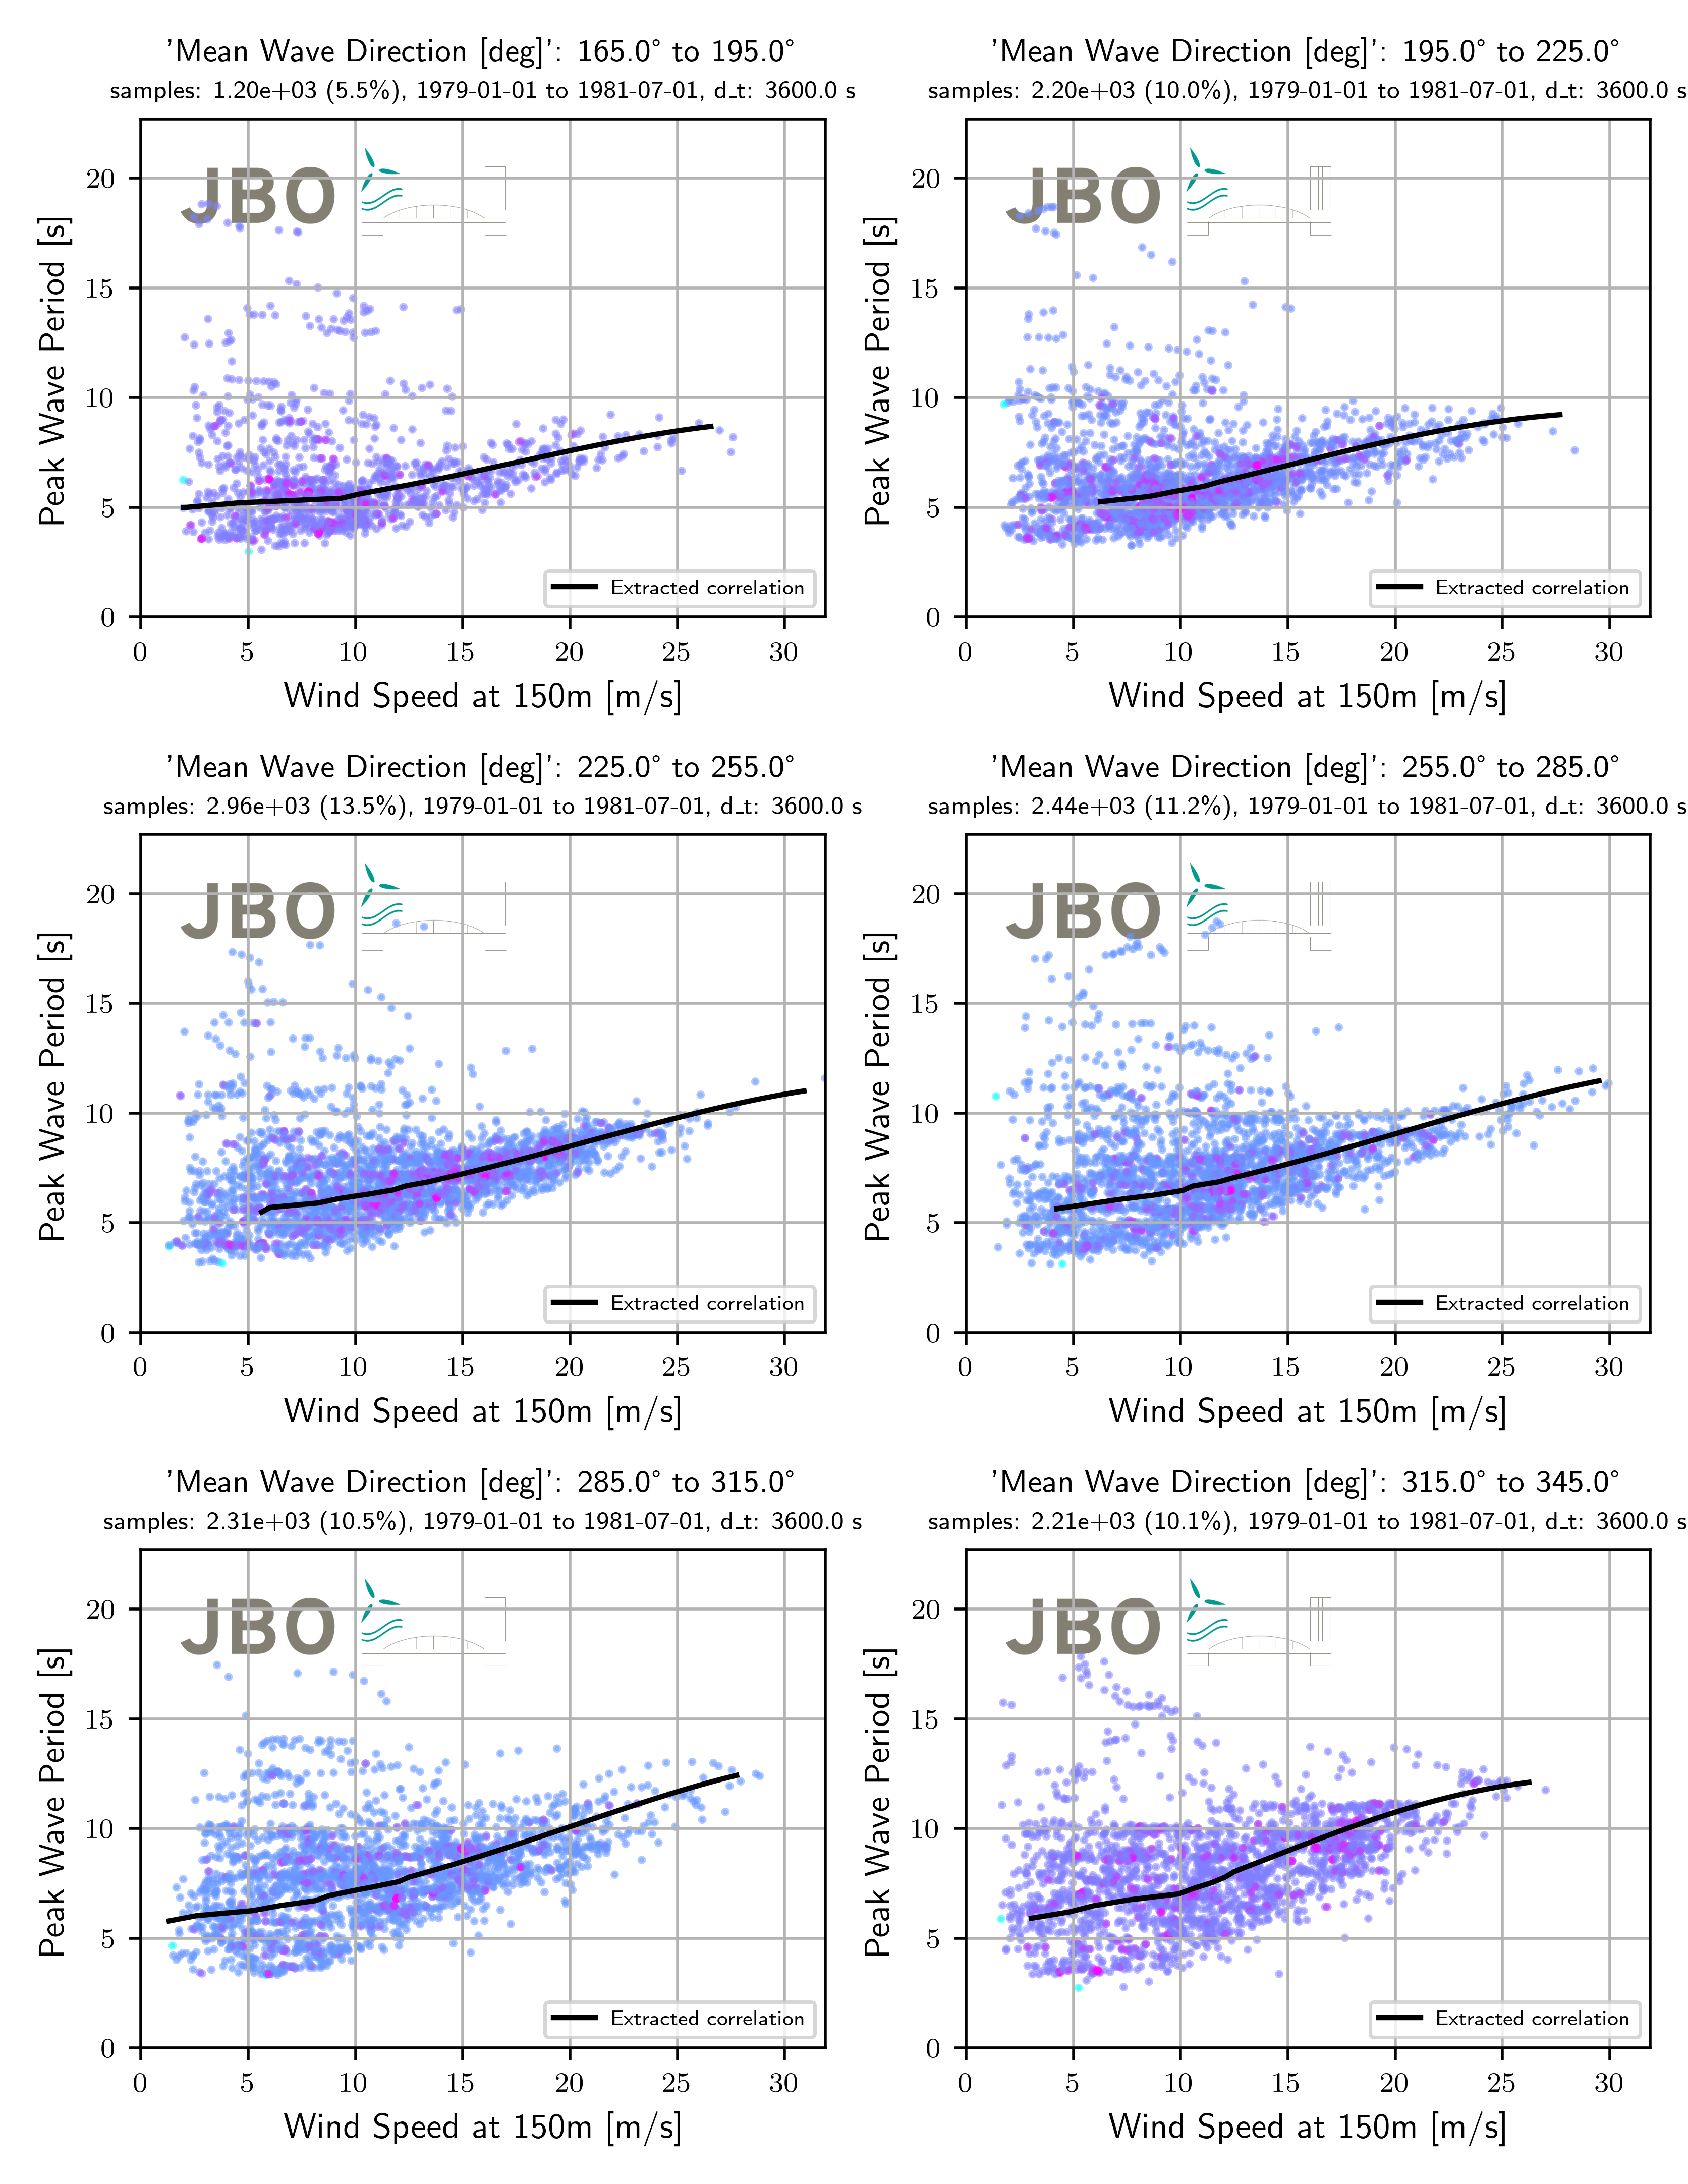 'Mean Wave Direction [deg]': 165.0° to 195.0°
samples: 1.20e+03 (5.5%), 1979-01-01 to 1981-07-01, d_t: 3600.0 s
JBO
Peak Wave Period [s]
20
15
10
5
0
Extracted correlation
0 5 10 15 20 25 30
Wind Speed at 150m [m/s]
'Mean Wave Direction [deg]': 195.0° to 225.0°
samples: 2.20e+03 (10.0%), 1979-01-01 to 1981-07-01, d_t: 3600.0 s
JBO
Peak Wave Period [s]
20
15
10
5
0
Extracted correlation
0 5 10 15 20 25 30
Wind Speed at 150m [m/s]
'Mean Wave Direction [deg]': 225.0° to 255.0°
samples: 2.96e+03 (13.5%), 1979-01-01 to 1981-07-01, d_t: 3600.0 s
JBO
Peak Wave Period [s]
20
15
10
5
0
Extracted correlation
0 5 10 15 20 25 30
Wind Speed at 150m [m/s]
'Mean Wave Direction [deg]': 255.0° to 285.0°
samples: 2.44e+03 (11.2%), 1979-01-01 to 1981-07-01, d_t: 3600.0 s
JBO
Peak Wave Period [s]
20
15
10
5
0
Extracted correlation
0 5 10 15 20 25 30
Wind Speed at 150m [m/s]
'Mean Wave Direction [deg]': 285.0° to 315.0°
samples: 2.31e+03 (10.5%), 1979-01-01 to 1981-07-01, d_t: 3600.0 s
JBO
Peak Wave Period [s]
20
15
10
5
0
Extracted correlation
0 5 10 15 20 25 30
Wind Speed at 150m [m/s]
'Mean Wave Direction [deg]': 315.0° to 345.0°
samples: 2.21e+03 (10.1%), 1979-01-01 to 1981-07-01, d_t: 3600.0 s
JBO
Peak Wave Period [s]
20
15
10
5
0
Extracted correlation
0 5 10 15 20 25 30
Wind Speed at 150m [m/s]